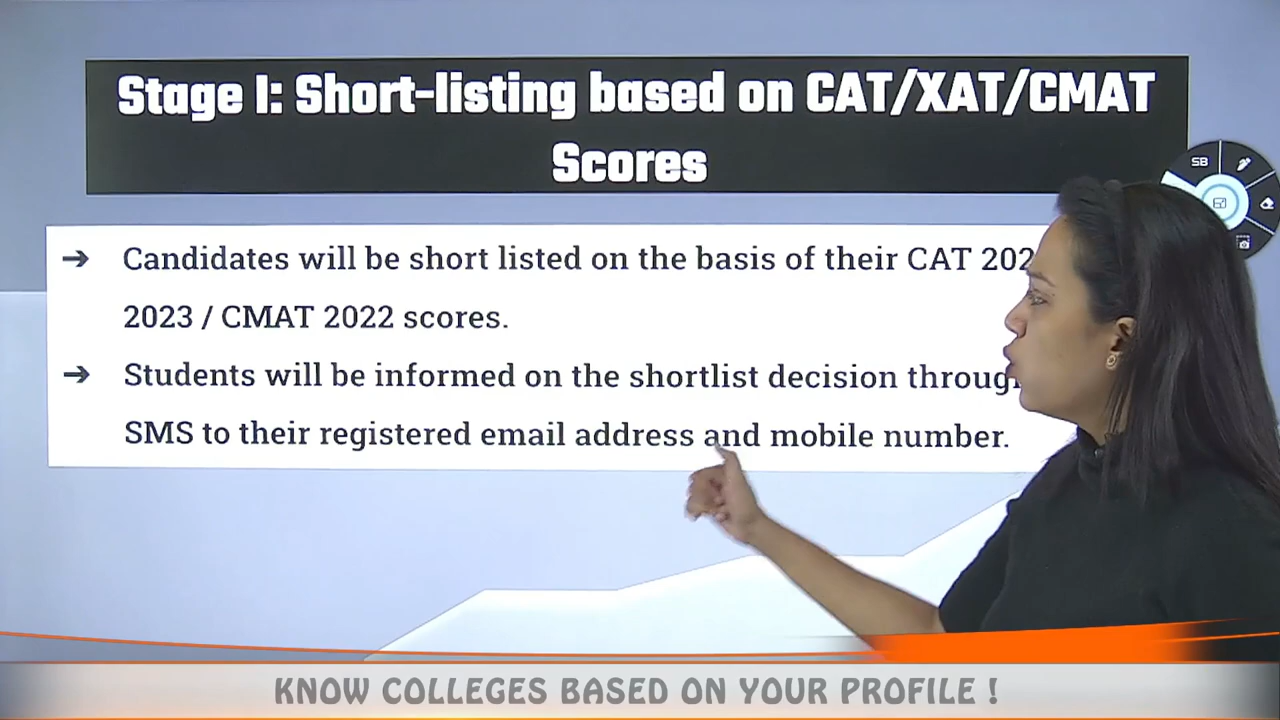 Stage I: Short-listing based on CAT/XAT/CMAT
Scores
SB
→ Candidates will be short listed on the basis of their CAT
2023 / CMAT 2022 scores.
→ Students will be informed on the shortlist decision
SMS to their registered email address and mobile number.
KNOW COLLEGES BASED ON YOUR PROFILE !